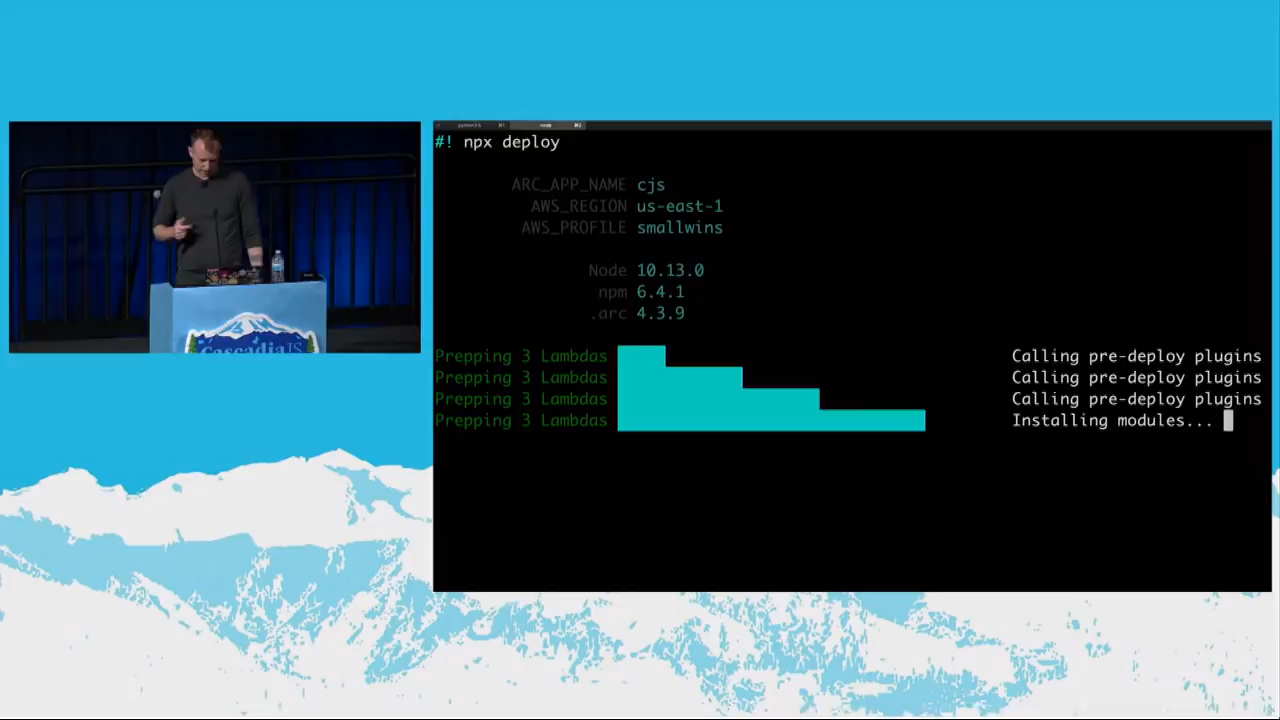 node
#! npx deploy
ARC_APP_NAME cjs
AWS_REGION us-east-1
AWS_PROFILE smallwins
Node 10.13.0
npm 6.4.1
.arc 4.3.9
Prepping 3 Lambdas Calling pre-deploy plugins
Prepping 3 Lambdas Calling pre-deploy plugins
Prepping 3 Lambdas Calling pre-deploy plugins
Prepping 3 Lambdas Installing modules...
CascadiaJS